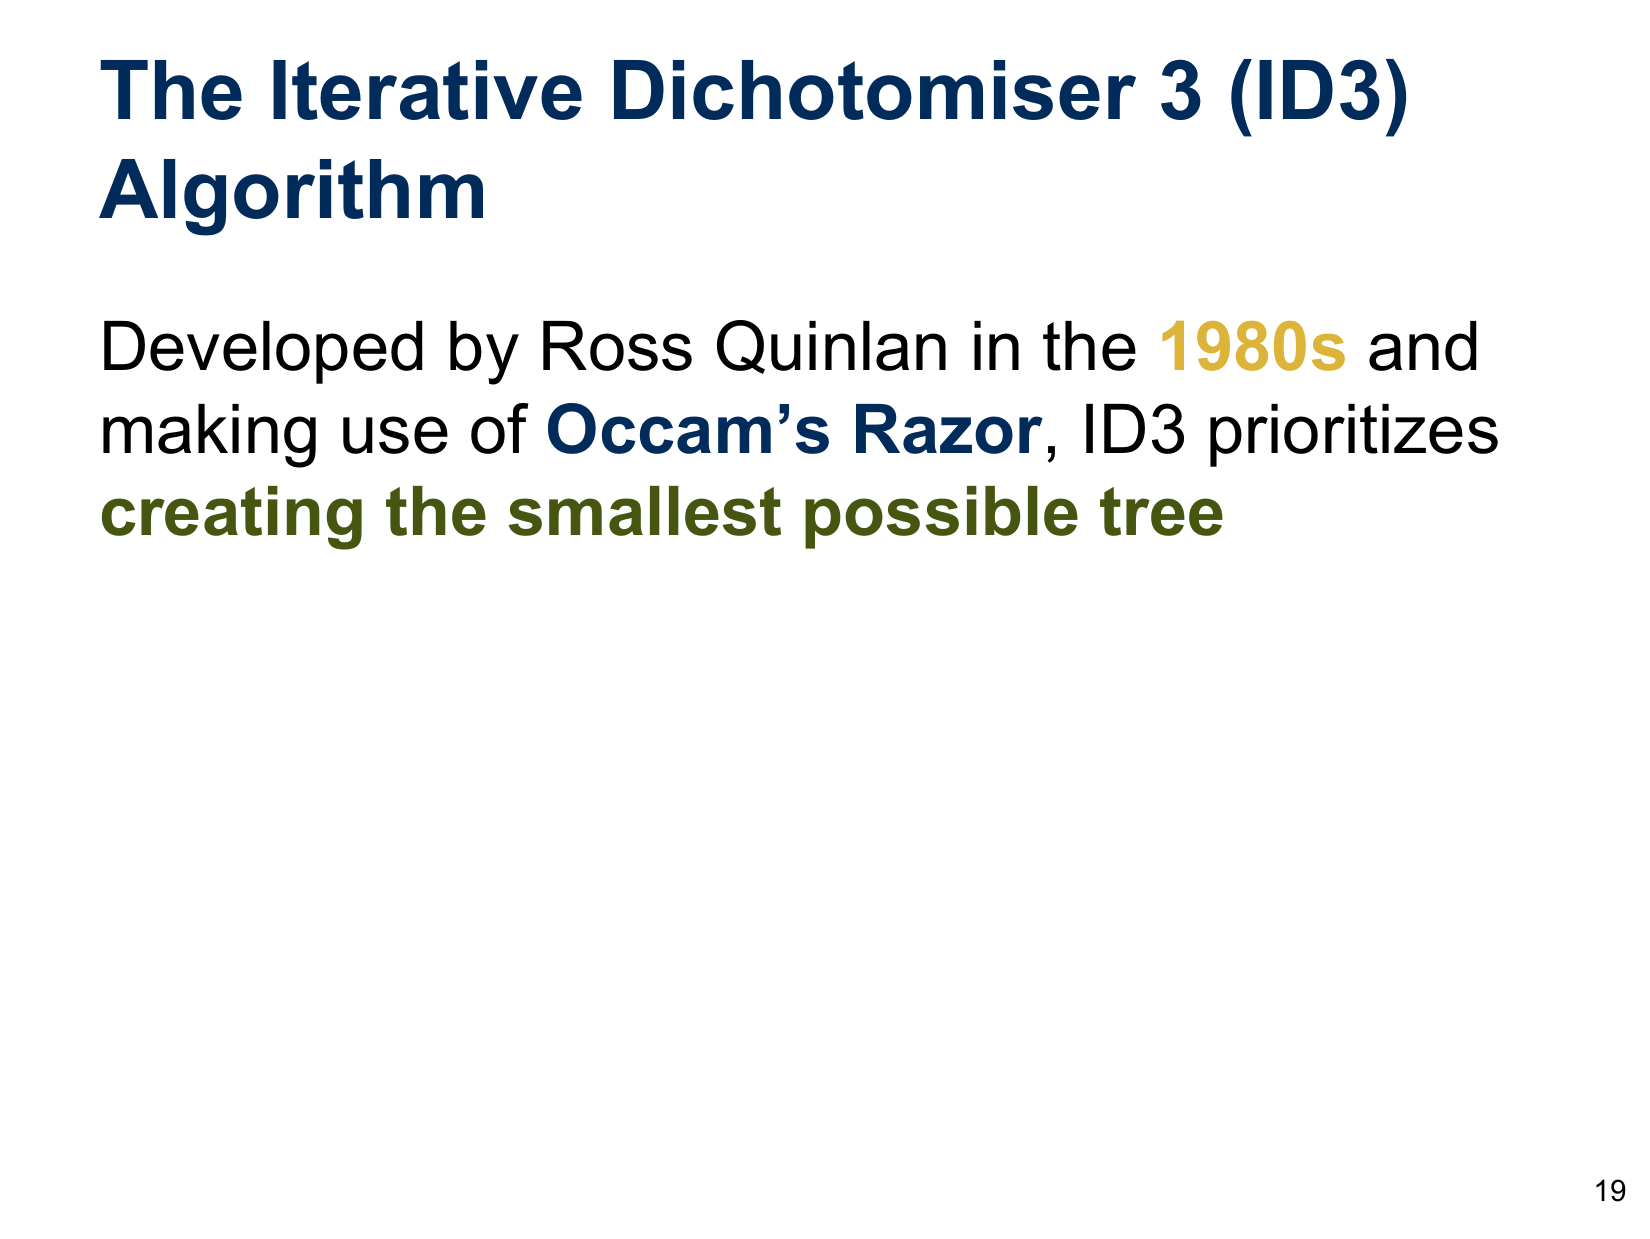 The Iterative Dichotomiser 3 (ID3)
Algorithm
Developed by Ross Quinlan in the 1980s and
making use of Occam’s Razor, ID3 prioritizes
creating the smallest possible tree
19